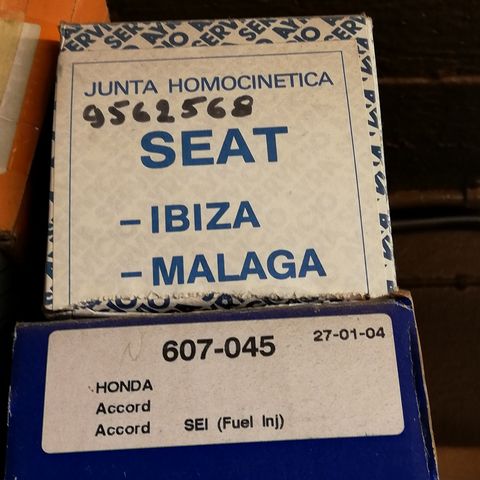 JUNTA HOMOCINETICA
9562568
SEAT
- IBIZA
- MALAGA
607-045
27-01-04
HONDA
Accord
Accord SEI (Fuel Inj)